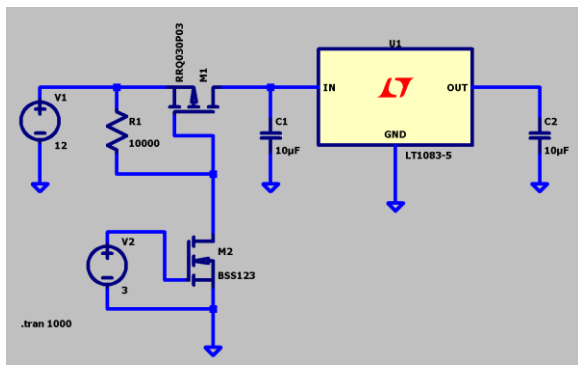 U1
RRQ030P03
M1
V1
12
R1
10000
C1
10µF
IN
OUT
GND
LT1083-5
C2
10µF
V2
3
M2
BSS123
.tran 1000